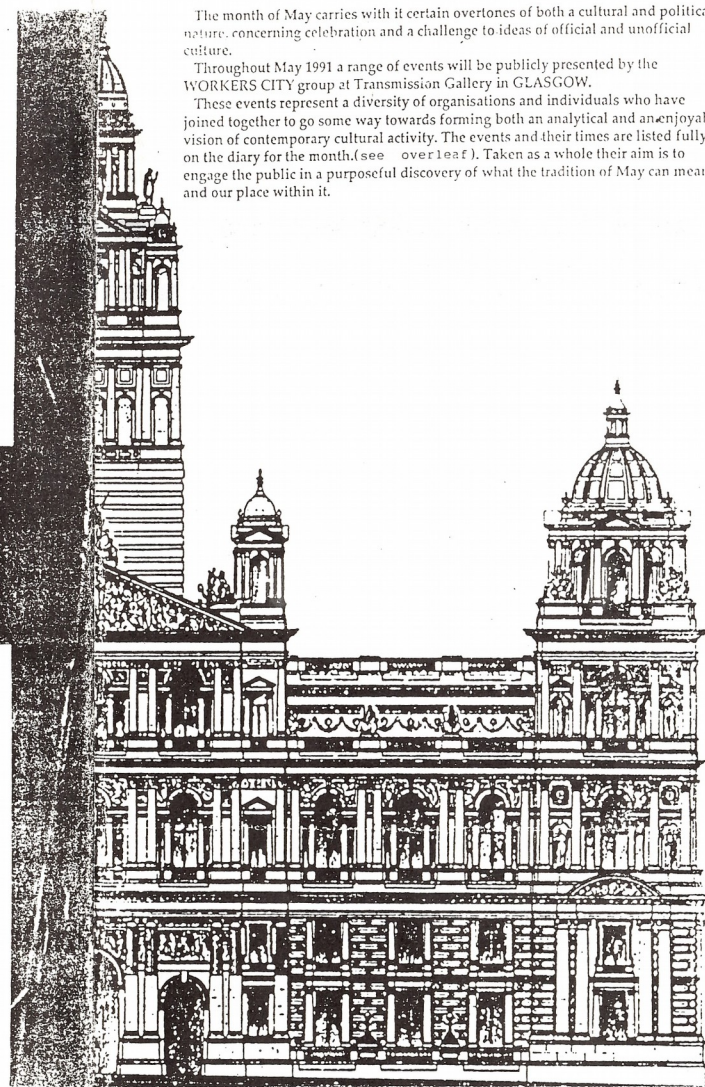 The month of May carries with it certain overtones of both a cultural and politica
nature. concerning celebration and a challenge to ideas of official and unofficial
culture.
Throughout May 1991 a range of events will be publicly presented by the
WORKERS CITY group at Transmission Gallery in GLASGOW.
These events represent a diversity of organisations and individuals who have
joined together to go some way towards forming both an analytical and an enjoyal
vision of contemporary cultural activity. The events and their times are listed fully
on the diary for the month.(see overleaf). Taken as a whole their aim is to
engage the public in a purposeful discovery of what the tradition of May can mean
and our place within it.